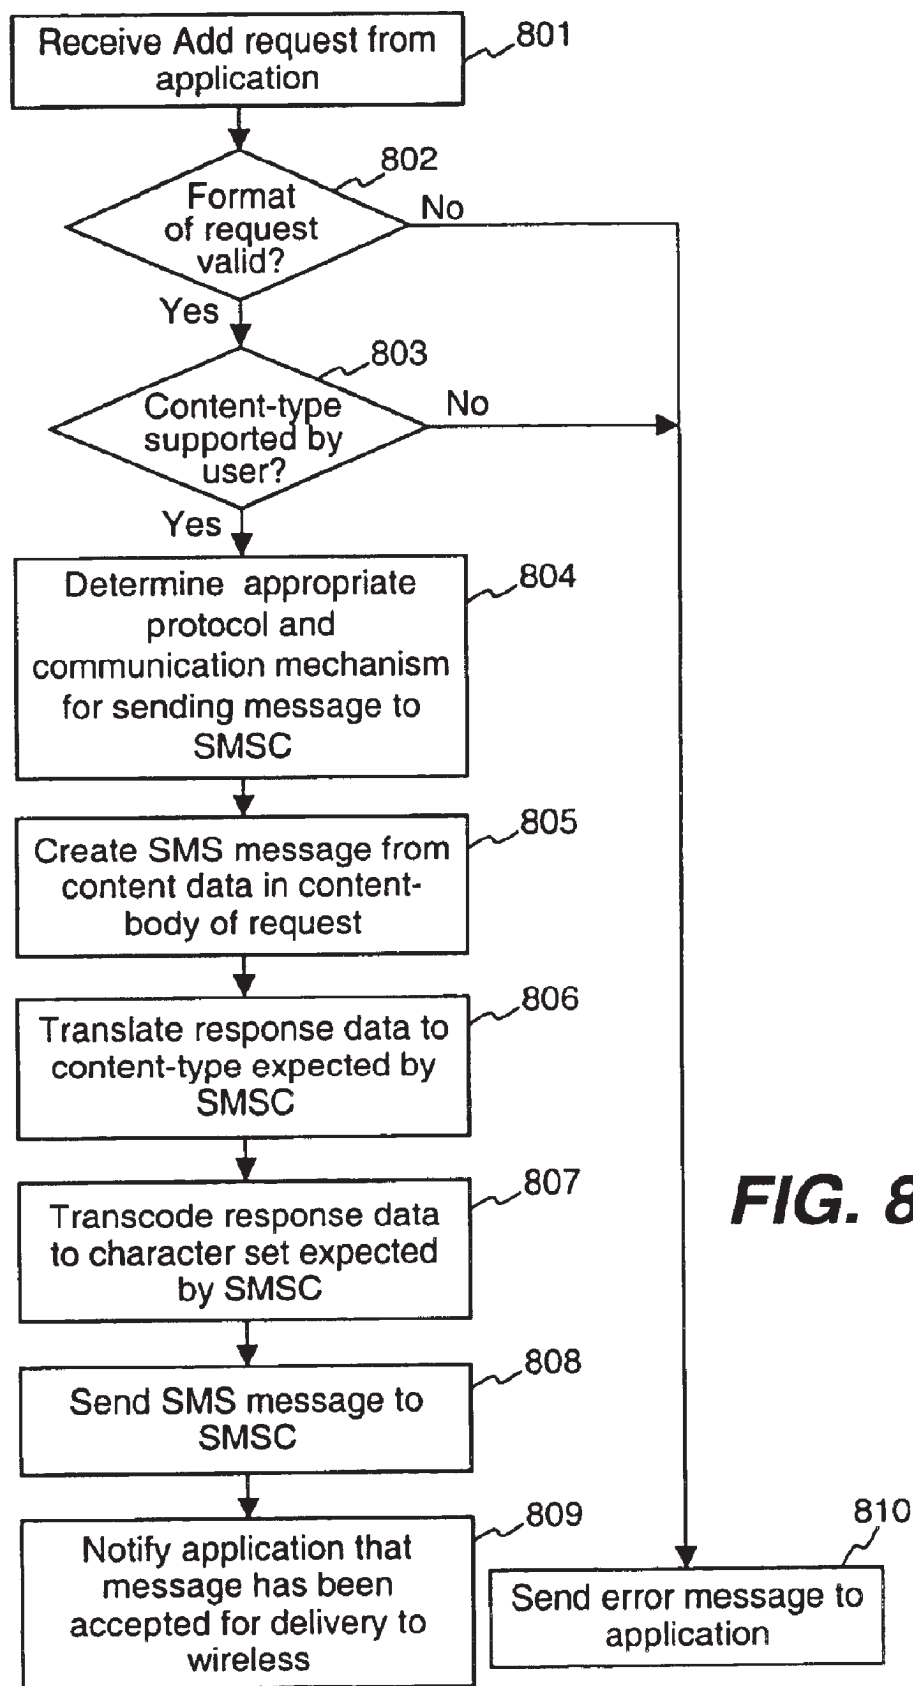 Receive Add request from
application
801
802
Format
of request
valid?
No
Yes
803
Content-type
supported by
user?
No
Yes
Determine appropriate
protocol and
communication mechanism
for sending message to
SMSC
804
Create SMS message from
content data in content-
body of request
805
Translate response data to
content-type expected by
SMSC
806
Transcode response data
to character set expected
by SMSC
807
FIG. 8
Send SMS message to
SMSC
808
Notify application that
message has been
accepted for delivery to
wireless
809
Send error message to
application
810